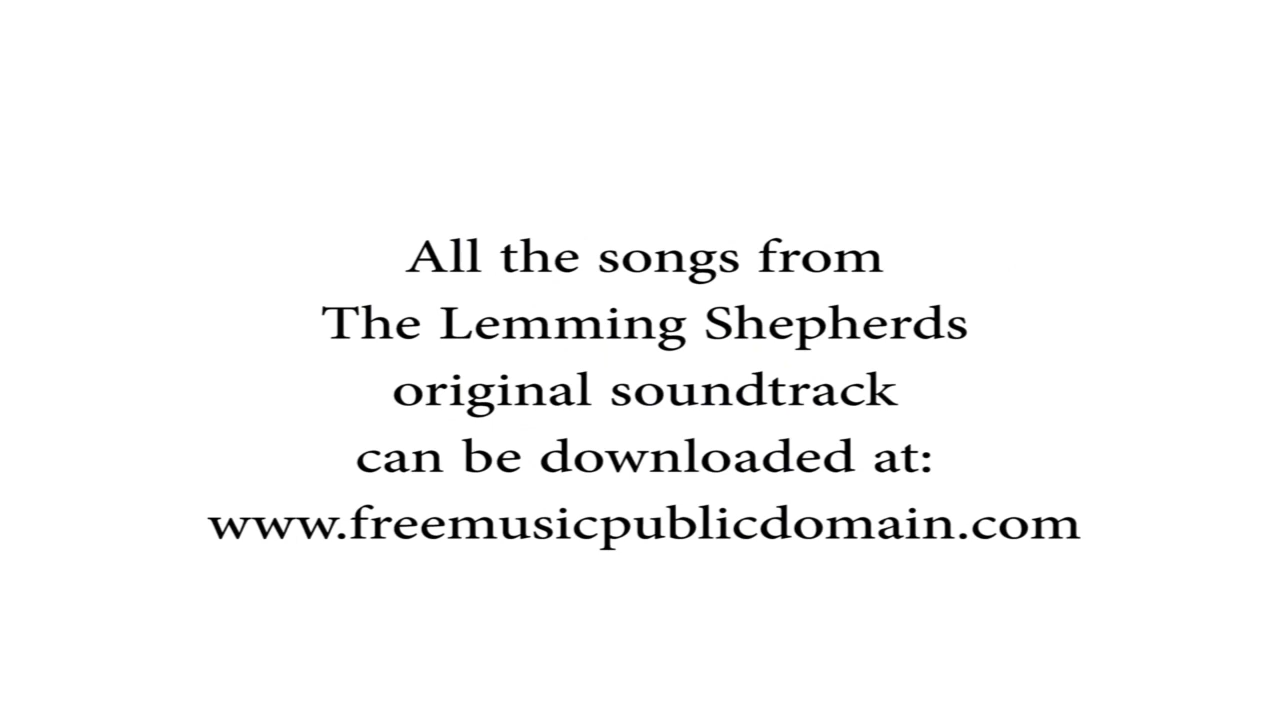 All the songs from
The Lemming Shepherds
original soundtrack
can be downloaded at:
www.freemusicpublicdomain.com